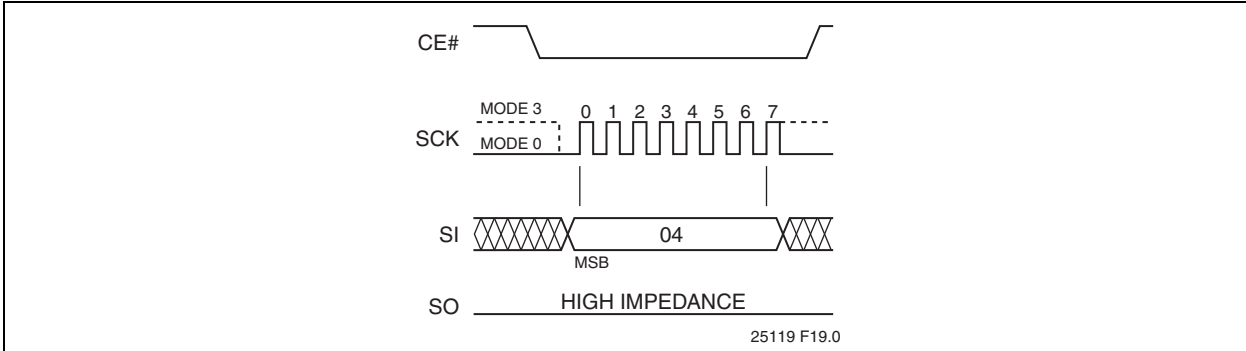 CE#
MODE 3
0 1 2 3 4 5 6 7
SCK
MODE 0
SI
04
MSB
SO
HIGH IMPEDANCE
25119 F19.0